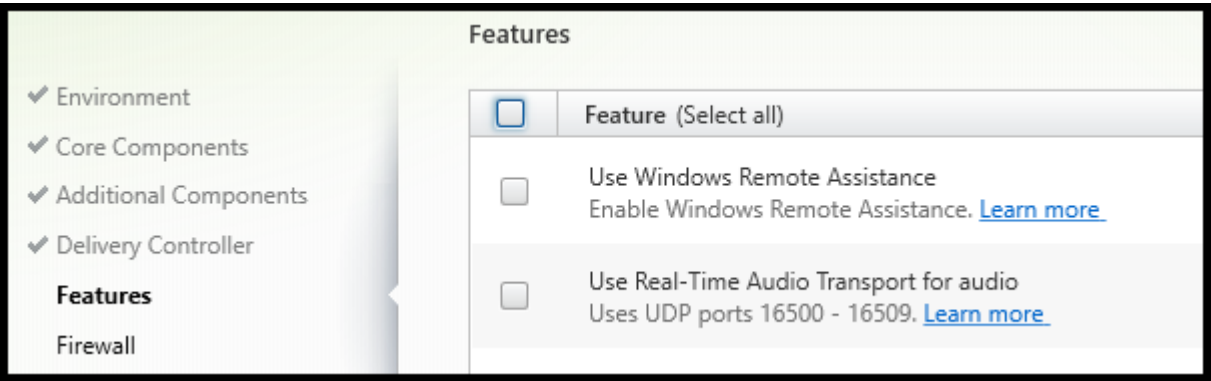 Features
Environment
Core Components
Additional Components
Delivery Controller
Features
Firewall
Feature (Select all)
Use Windows Remote Assistance
Enable Windows Remote Assistance. Learn more
Use Real-Time Audio Transport for audio
Uses UDP ports 16500 - 16509. Learn more